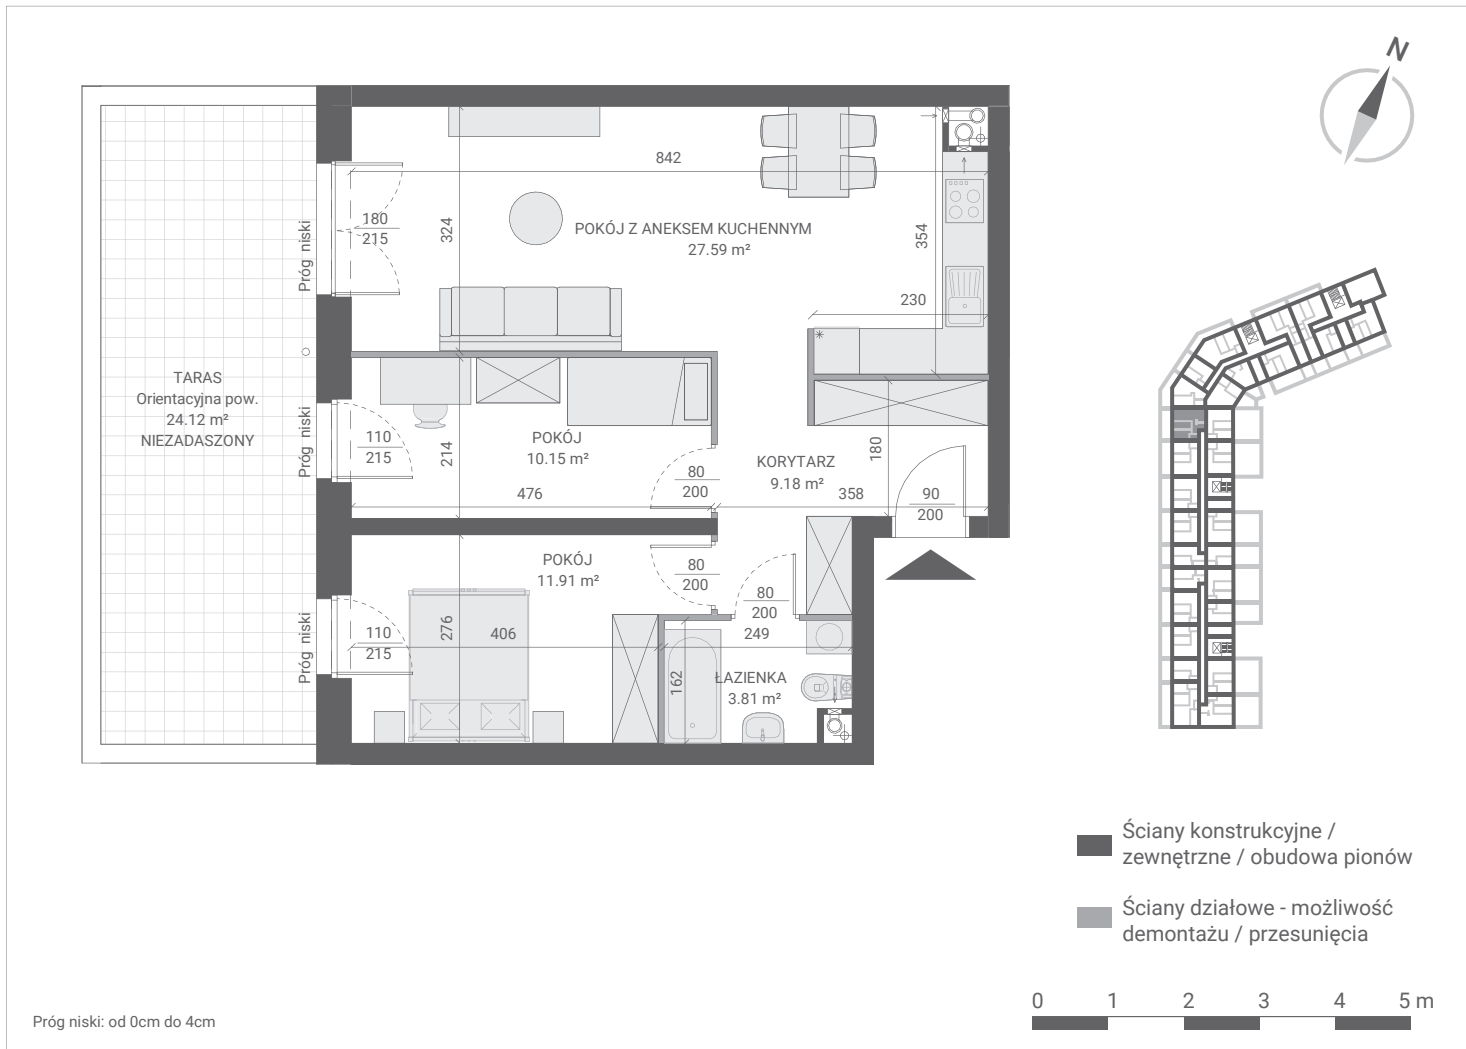 N
842
180
215
324
POKÓJ Z ANEKSEM KUCHENNYM
27.59 m²
354
230
Próg niski
TARAS
Orientacyjna pow.
24.12 m²
NIEZADASZONY
Próg niski
110
215
214
POKÓJ
10.15 m²
476
80
200
KORYTARZ
9.18 m²
180
358
90
200
POKÓJ
11.91 m²
80
200
80
200
249
Próg niski
110
215
276
406
162
ŁAZIENKA
3.81 m²
Ściany konstrukcyjne /
zewnętrzne / obudowa pionów
Ściany działowe - możliwość
demontażu / przesunięcia
0 1 2 3 4 5 m
Próg niski: od 0cm do 4cm